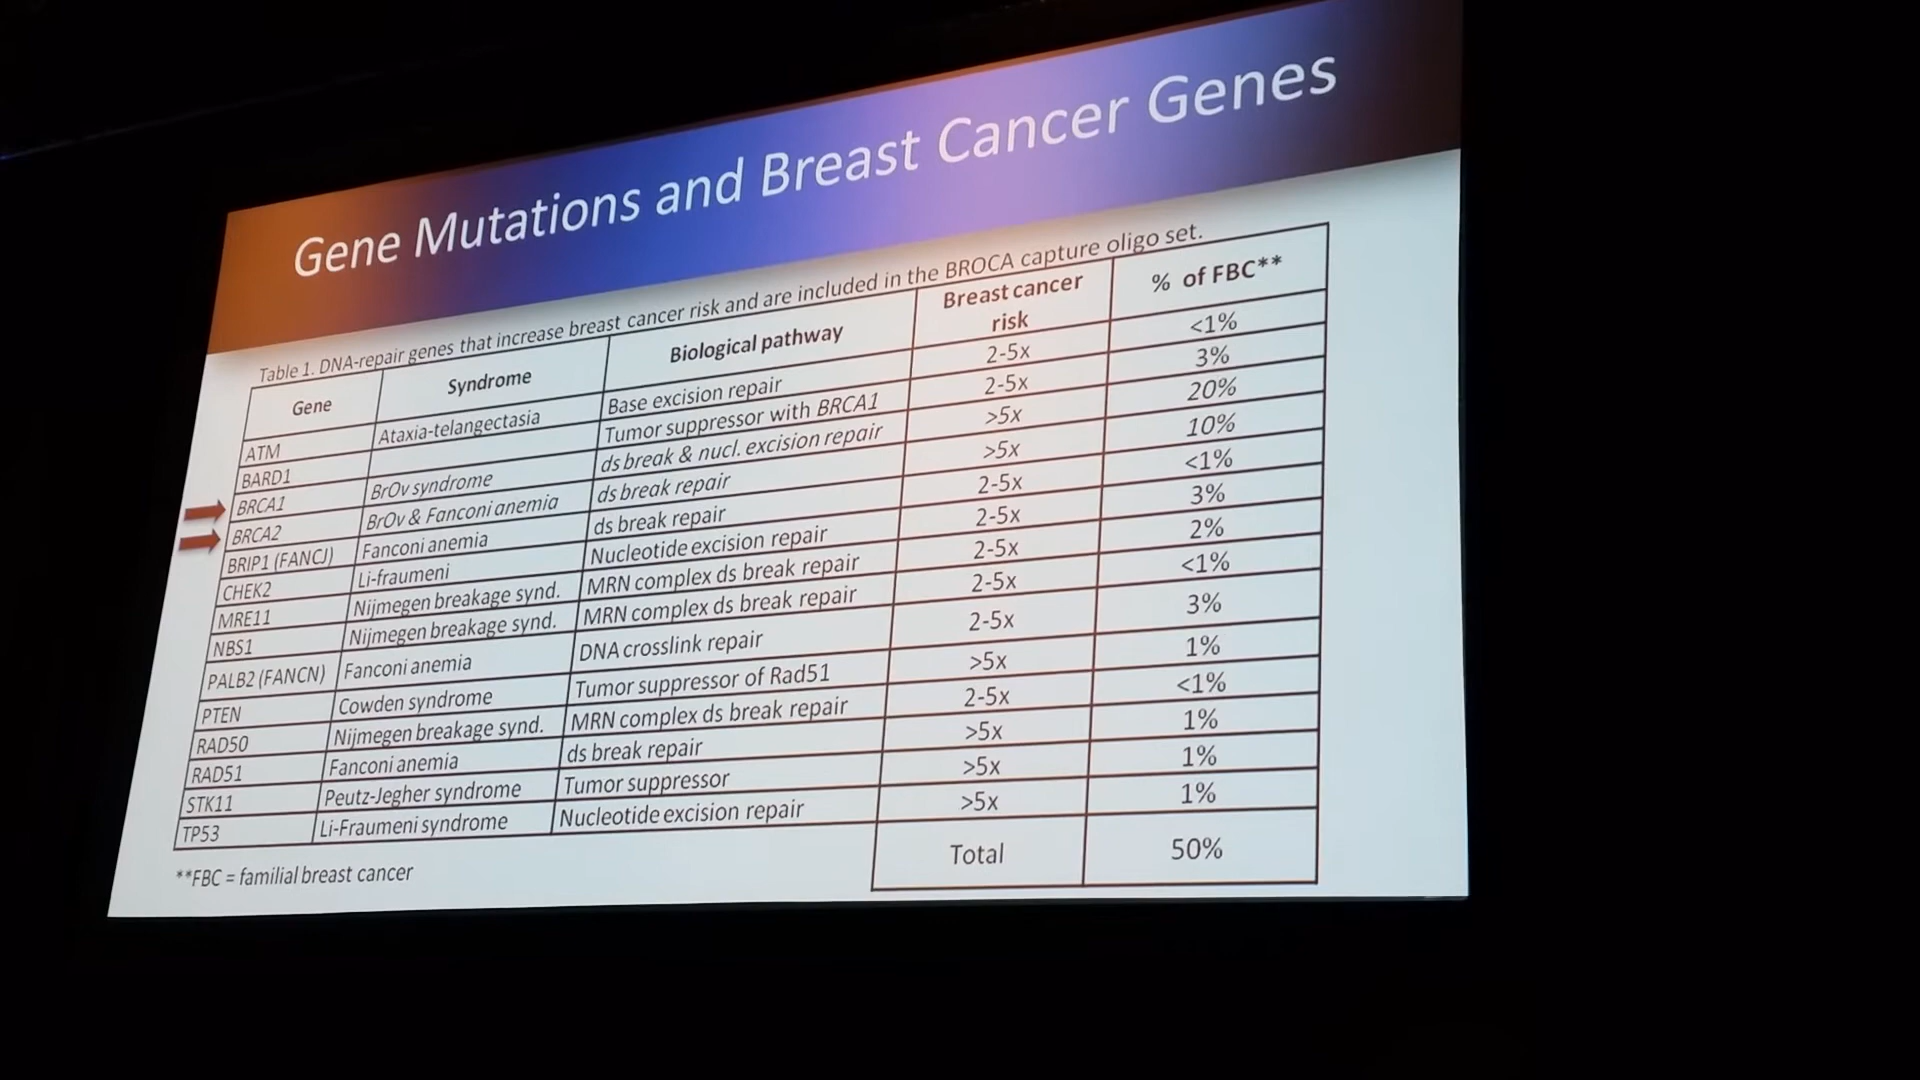 Gene Mutations and Breast Cancer Genes
Table 1. DNA-repair genes that increase breast cancer risk and are included in the BROCA capture oligo set.
Gene Syndrome Biological pathway Breast cancer risk % of FBC**
ATM Ataxia-telangectasia Base excision repair 2-5x <1%
BARD1 Tumor suppressor with BRCA1 2-5x 3%
BRCA1 BrOv syndrome ds break & nucl. excision repair >5x 20%
BRCA2 BrOv & Fanconi anemia ds break repair >5x 10%
BRIP1 (FANCJ) Fanconi anemia ds break repair 2-5x <1%
CHEK2 Li-fraumeni Nucleotide excision repair 2-5x 3%
MRE11 Nijmegen breakage synd. MRN complex ds break repair 2-5x 2%
NBS1 Nijmegen breakage synd. MRN complex ds break repair 2-5x <1%
PALB2 (FANCN) Fanconi anemia DNA crosslink repair 2-5x 3%
PTEN Cowden syndrome Tumor suppressor of Rad51 >5x 1%
RAD50 Nijmegen breakage synd. MRN complex ds break repair 2-5x <1%
RAD51 Fanconi anemia ds break repair >5x 1%
STK11 Peutz-Jegher syndrome Tumor suppressor >5x 1%
TP53 Li-Fraumeni syndrome Nucleotide excision repair >5x 1%
Total 50%
**FBC = familial breast cancer